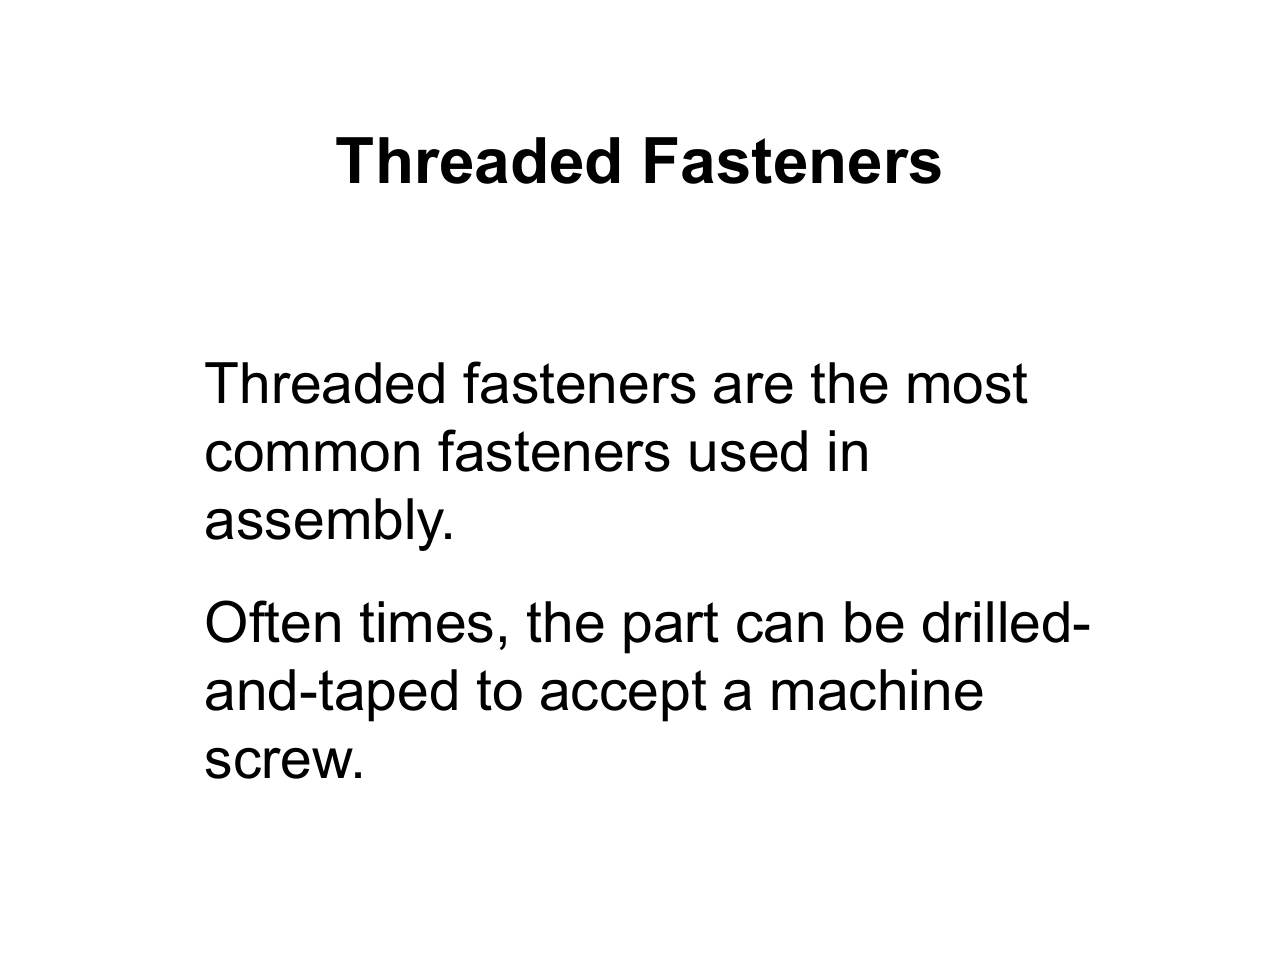 Threaded Fasteners
Threaded fasteners are the most
common fasteners used in
assembly.
Often times, the part can be drilled-
and-taped to accept a machine
screw.